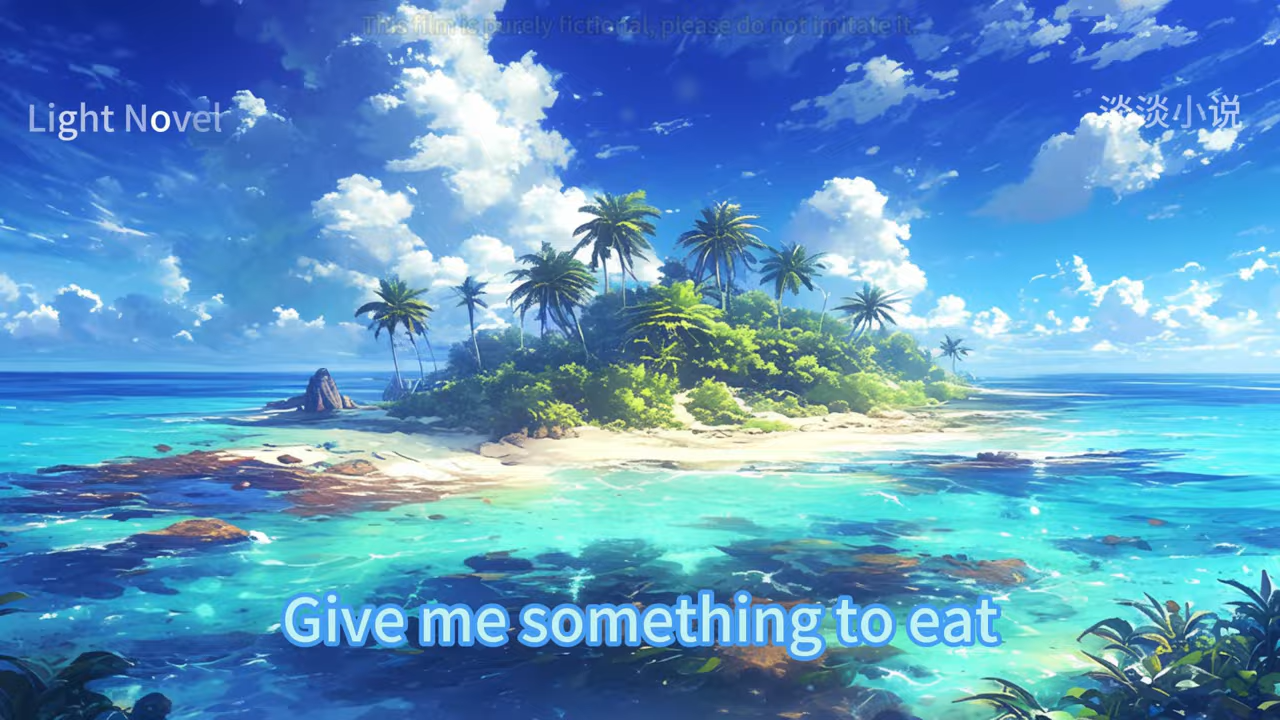 This film is purely fictional, please do not imitate it.
Light Novel
淡淡小说
Give me something to eat